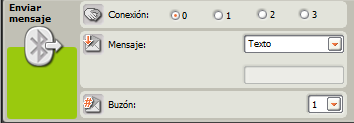 Enviar
mensaje
Conexión: 0 1 2 3
Mensaje: Texto
Buzón: 1